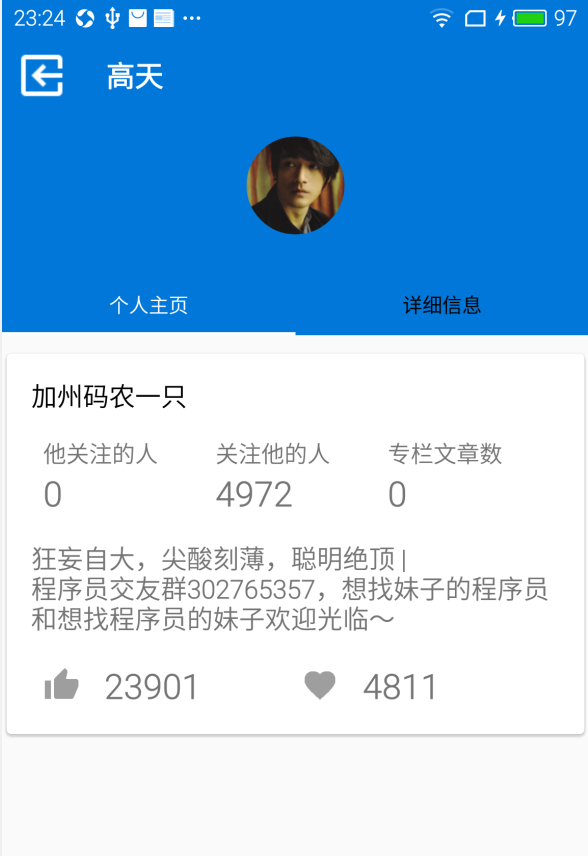 23:24 97
高天
个人主页 详细信息
加州码农一只
他关注的人 关注他的人 专栏文章数
0 4972 0
狂妄自大，尖酸刻薄，聪明绝顶 |
程序员交友群302765357，想找妹子的程序员
和想找程序员的妹子欢迎光临～
23901 4811